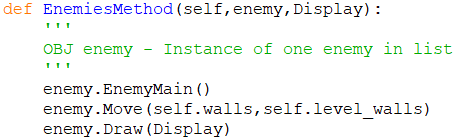 def EnemiesMethod(self,enemy,Display):
    '''
    OBJ enemy - Instance of one enemy in list
    '''
    enemy.EnemyMain()
    enemy.Move(self.walls,self.level_walls)
    enemy.Draw(Display)